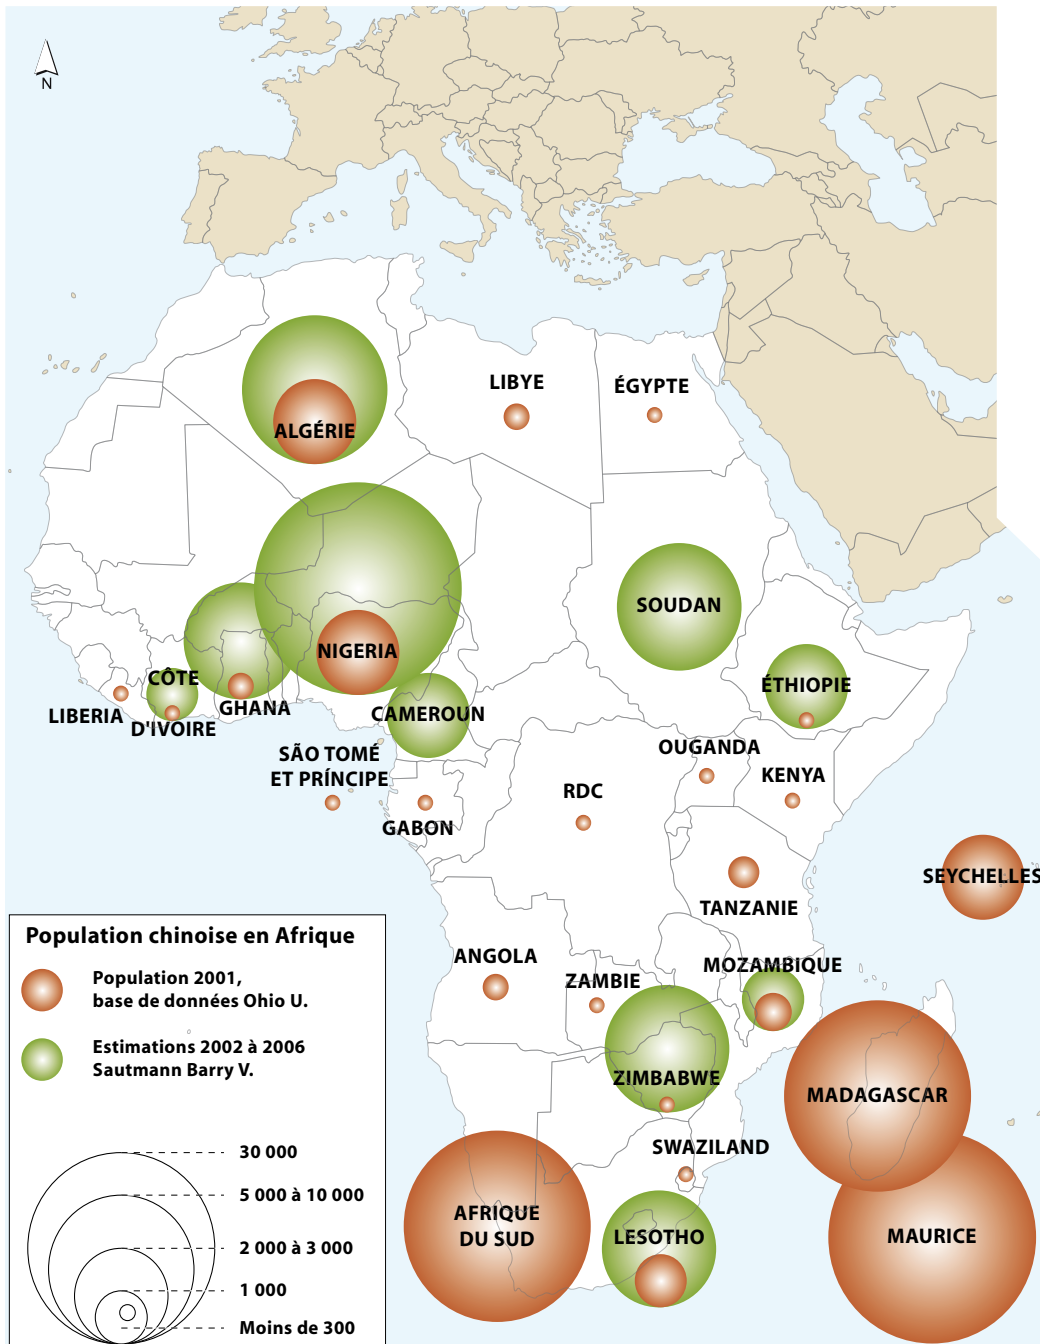 N
LIBYE
ÉGYPTE
ALGÉRIE
SOUDAN
NIGERIA
CÔTE
D'IVOIRE
GHANA
LIBERIA
CAMEROUN
ÉTHIOPIE
SÃO TOMÉ
ET PRÍNCIPE
GABON
OUGANDA
KENYA
RDC
SEYCHELLES
TANZANIE
ANGOLA
ZAMBIE
MOZAMBIQUE
ZIMBABWE
MADAGASCAR
SWAZILAND
AFRIQUE
DU SUD
LESOTHO
MAURICE
Population chinoise en Afrique
Population 2001,
base de données Ohio U.
Estimations 2002 à 2006
Sautmann Barry V.
30 000
5 000 à 10 000
2 000 à 3 000
1 000
Moins de 300